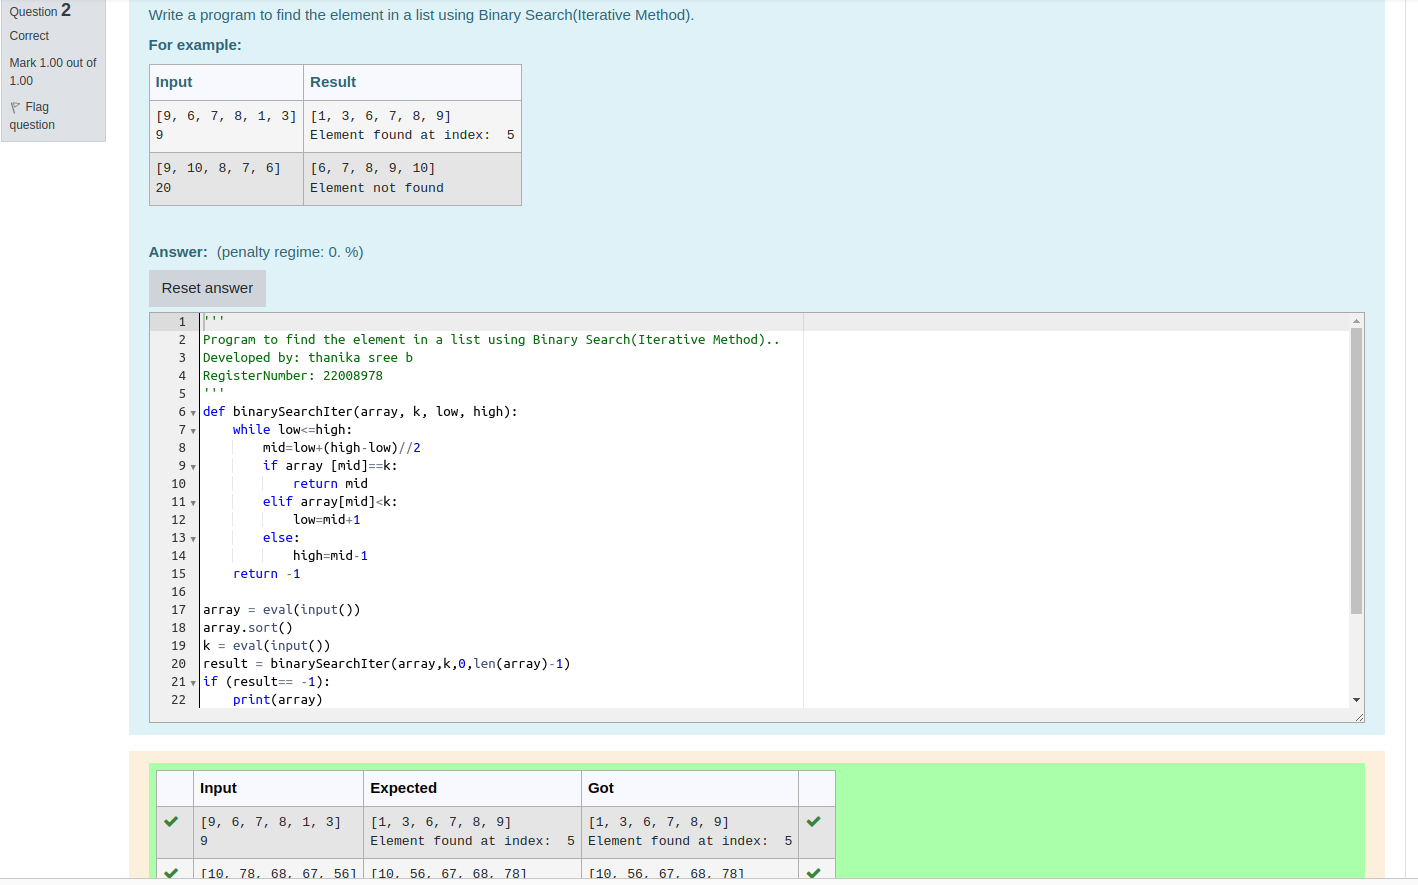 Question 2
Correct
Mark 1.00 out of
1.00
Flag
question
Write a program to find the element in a list using Binary Search(Iterative Method).
For example:
Input Result
[9, 6, 7, 8, 1, 3] [1, 3, 6, 7, 8, 9]
9 Element found at index:  5
[9, 10, 8, 7, 6] [6, 7, 8, 9, 10]
20 Element not found
Answer: (penalty regime: 0. %)
Reset answer
1 '''
2 Program to find the element in a list using Binary Search(Iterative Method)..
3 Developed by: thanika sree b
4 RegisterNumber: 22008978
5 '''
6 def binarySearchIter(array, k, low, high):
7     while low<=high:
8         mid=low+(high-low)//2
9         if array [mid]==k:
10             return mid
11         elif array[mid]<k:
12             low=mid+1
13         else:
14             high=mid-1
15     return -1
16
17 array = eval(input())
18 array.sort()
19 k = eval(input())
20 result = binarySearchIter(array,k,0,len(array)-1)
21 if (result== -1):
22     print(array)
Input Expected Got
[9, 6, 7, 8, 1, 3] [1, 3, 6, 7, 8, 9] [1, 3, 6, 7, 8, 9]
9 Element found at index:  5 Element found at index:  5
[10, 78, 68, 67, 56] [10, 56, 67, 68, 78] [10, 56, 67, 68, 78]